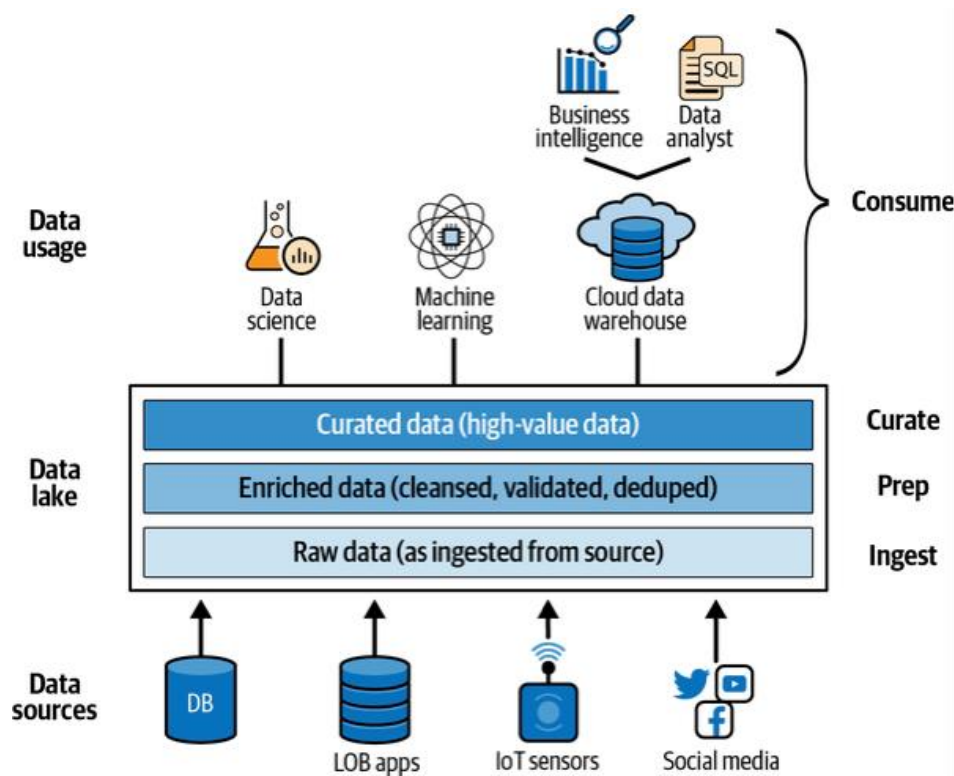 SQL
Business
intelligence
Data
analyst
Consume
Data
usage
Data
science
Machine
learning
Cloud data
warehouse
Curated data (high-value data)
Curate
Data
lake
Enriched data (cleansed, validated, deduped)
Prep
Raw data (as ingested from source)
Ingest
Data
sources
DB
LOB apps
IoT sensors
Social media